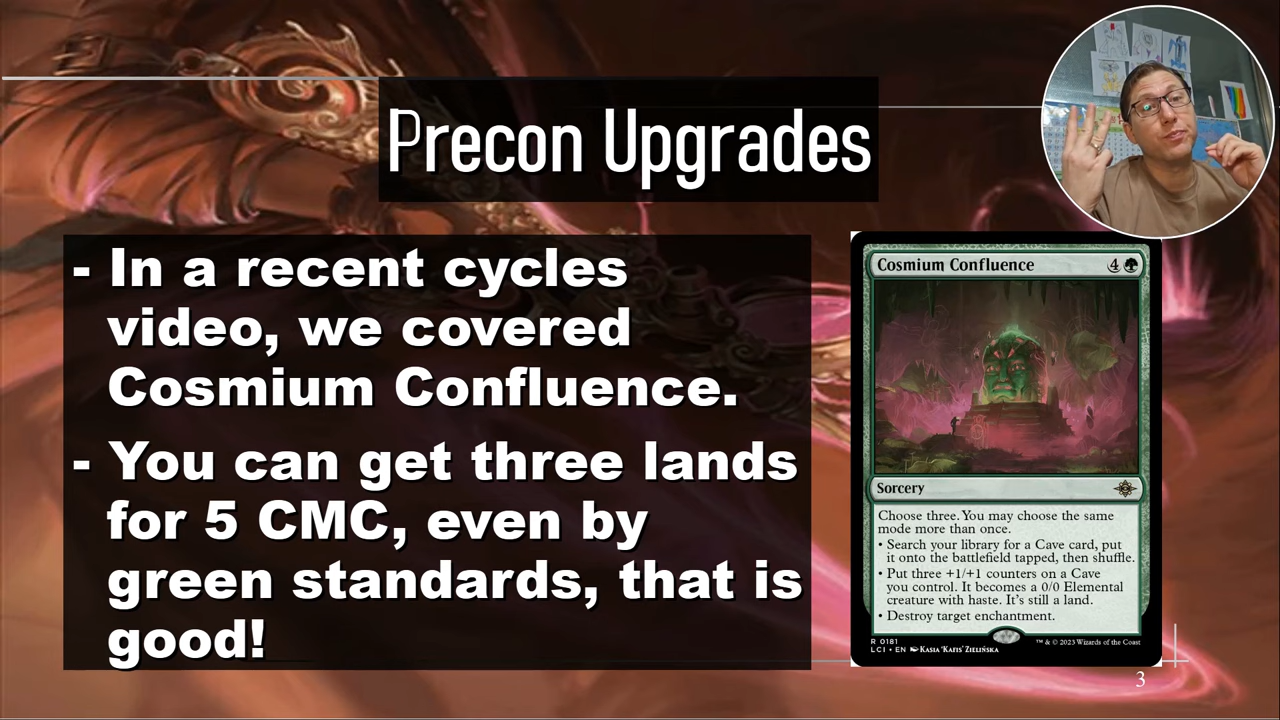 Precon Upgrades
- In a recent cycles
video, we covered
Cosmium Confluence.
- You can get three lands
for 5 CMC, even by
green standards, that is
good!
Cosmium Confluence 4
Sorcery
Choose three. You may choose the same
mode more than once.
• Search your library for a Cave card, put
it onto the battlefield tapped, then shuffle.
• Put three +1/+1 counters on a Cave
you control. It becomes a 0/0 Elemental
creature with haste. It's still a land.
• Destroy target enchantment.
R 0181
LCI • EN Kasia 'Kafis' Zielińska
™ & © 2023 Wizards of the Coast
3